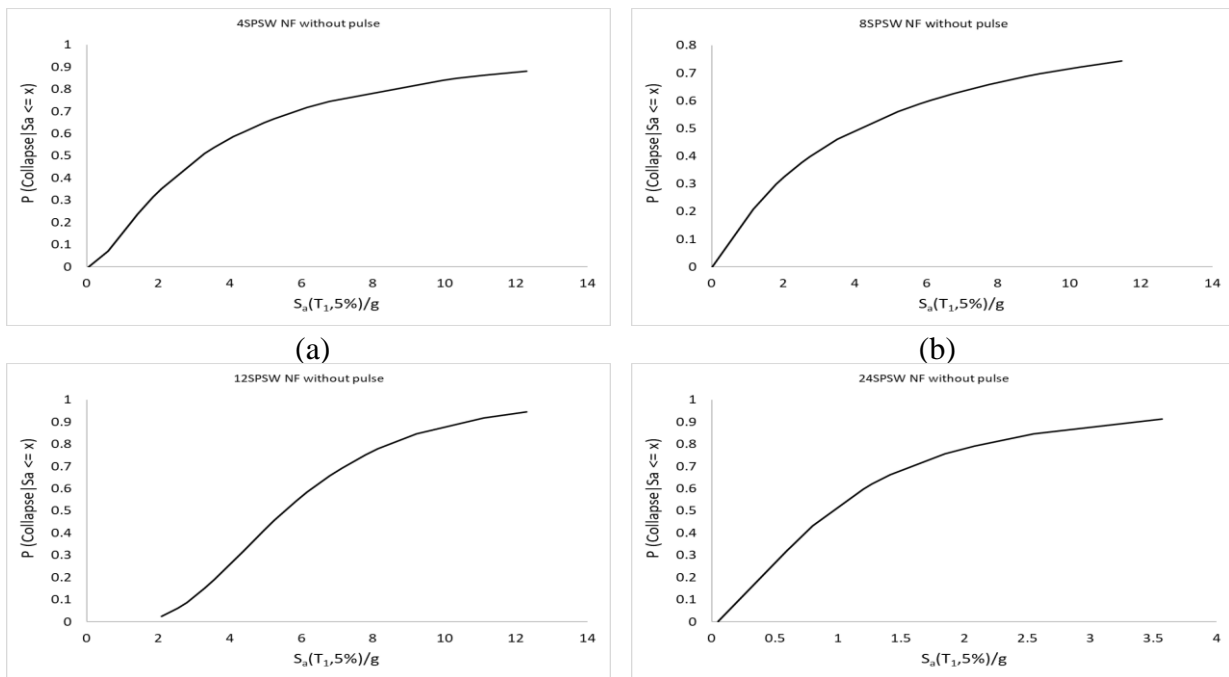 4SPSW NF without pulse
P (Collapse|Sa <= x)
1
0.9
0.8
0.7
0.6
0.5
0.4
0.3
0.2
0.1
0
0 2 4 6 8 10 12 14
Sa(T1,5%)/g
(a)
8SPSW NF without pulse
P (Collapse|Sa <= x)
0.8
0.7
0.6
0.5
0.4
0.3
0.2
0.1
0
0 2 4 6 8 10 12 14
Sa(T1,5%)/g
(b)
12SPSW NF without pulse
P (Collapse|Sa <= x)
1
0.9
0.8
0.7
0.6
0.5
0.4
0.3
0.2
0.1
0
0 2 4 6 8 10 12 14
Sa(T1,5%)/g
24SPSW NF without pulse
P (Collapse|Sa <= x)
1
0.9
0.8
0.7
0.6
0.5
0.4
0.3
0.2
0.1
0
0 0.5 1 1.5 2 2.5 3 3.5 4
Sa(T1,5%)/g